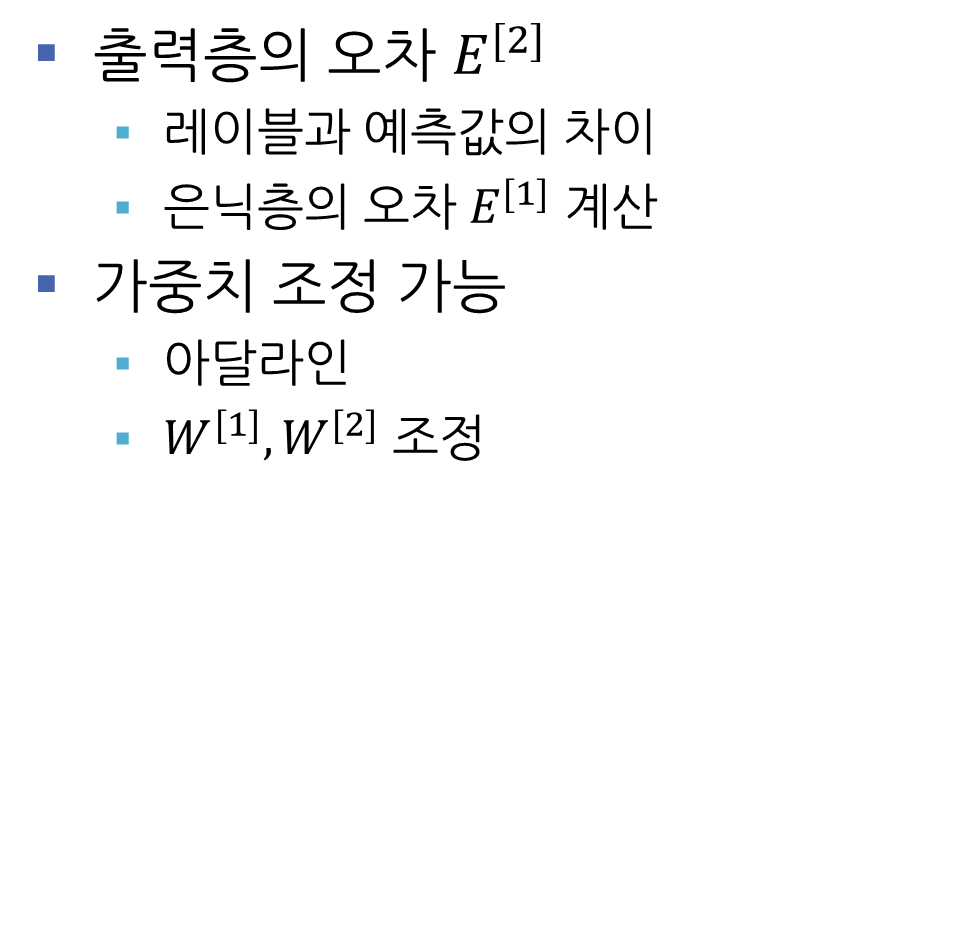 ▪ 출력층의 오차 E^[2]
▪ 레이블과 예측값의 차이
▪ 은닉층의 오차 E^[1] 계산
▪ 가중치 조정 가능
▪ 아달라인
▪ W^[1], W^[2] 조정